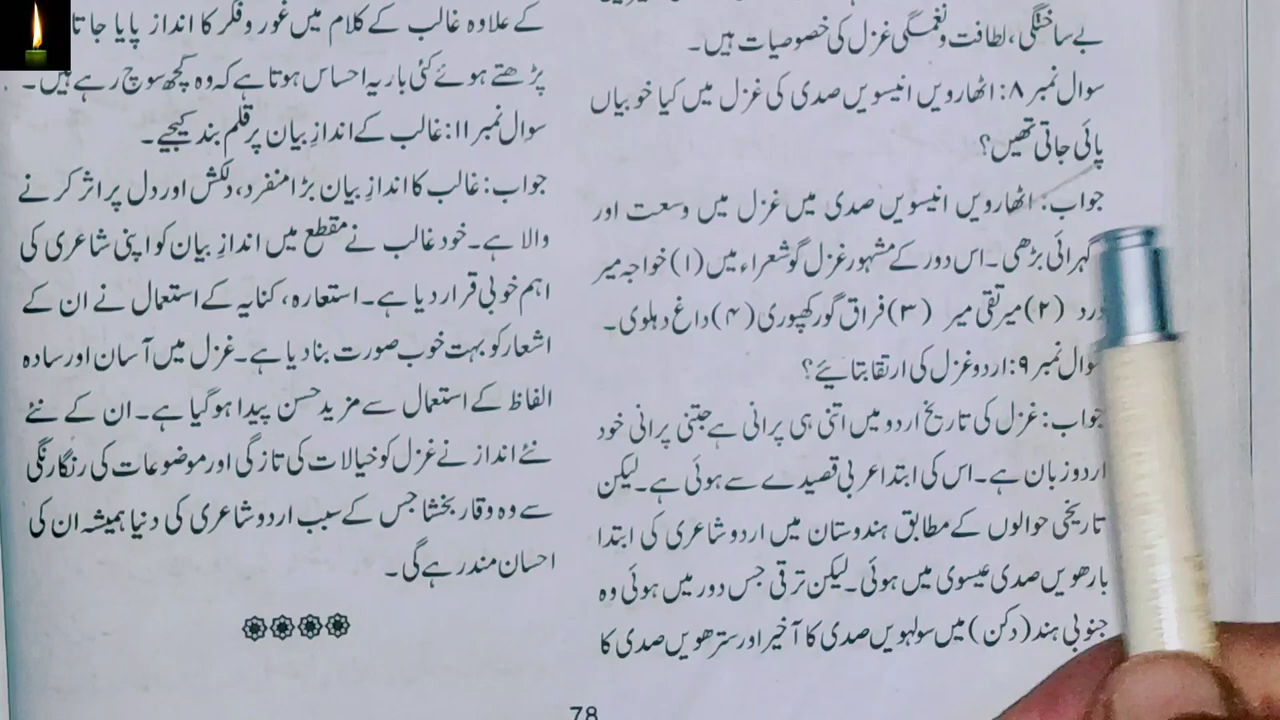 بے ساختگی، لطافت و نغمگی غزل کی خصوصیات ہیں۔
سوال نمبر ۸: اٹھارویں انیسویں صدی کی غزل میں کیا خوبیاں
پائی جاتی تھیں؟
جواب: اٹھارویں انیسویں صدی میں غزل میں وسعت اور
گہرائی بڑھی۔ اس دور کے مشہور غزل گو شعراء میں (۱) خواجہ میر
درد (۲) میر تقی میر (۳) فراق گورکھپوری (۴) داغ دہلوی۔
سوال نمبر ۹: اردو غزل کی ارتقا بتائیے؟
جواب: غزل کی تاریخ اردو میں اتنی ہی پرانی ہے جتنی پرانی خود
اردو زبان ہے۔ اس کی ابتدا عربی قصیدے سے ہوئی ہے۔ لیکن
تاریخی حوالوں کے مطابق ہندوستان میں اردو شاعری کی ابتدا
بارھویں صدی عیسوی میں ہوئی۔ لیکن ترقی جس دور میں ہوئی وہ
جنوبی ہند (دکن) میں سولہویں صدی کا آخیر اور سترھویں صدی کا
کے علاوہ غالب کے کلام میں غور و فکر کا انداز پایا جاتا
پڑھتے ہوئے کئی بار یہ احساس ہوتا ہے کہ وہ کچھ سوچ رہے ہیں۔
سوال نمبر ۱۱: غالب کے اندازِ بیان پر قلم بند کیجیے۔
جواب: غالب کا اندازِ بیان بڑا منفرد، دلکش اور دل پر اثر کرنے
والا ہے۔ خود غالب نے مقطع میں اندازِ بیان کو اپنی شاعری کی
اہم خوبی قرار دیا ہے۔ استعارہ، کنایہ کے استعمال نے ان کے
اشعار کو بہت خوب صورت بنا دیا ہے۔ غزل میں آسان اور سادہ
الفاظ کے استعمال سے مزید حسن پیدا ہو گیا ہے۔ ان کے نئے
نئے انداز نے غزل کو خیالات کی تازگی اور موضوعات کی رنگارنگی
سے وہ وقار بخشا جس کے سبب اردو شاعری کی دنیا ہمیشہ ان کی
احسان مند رہے گی۔
78